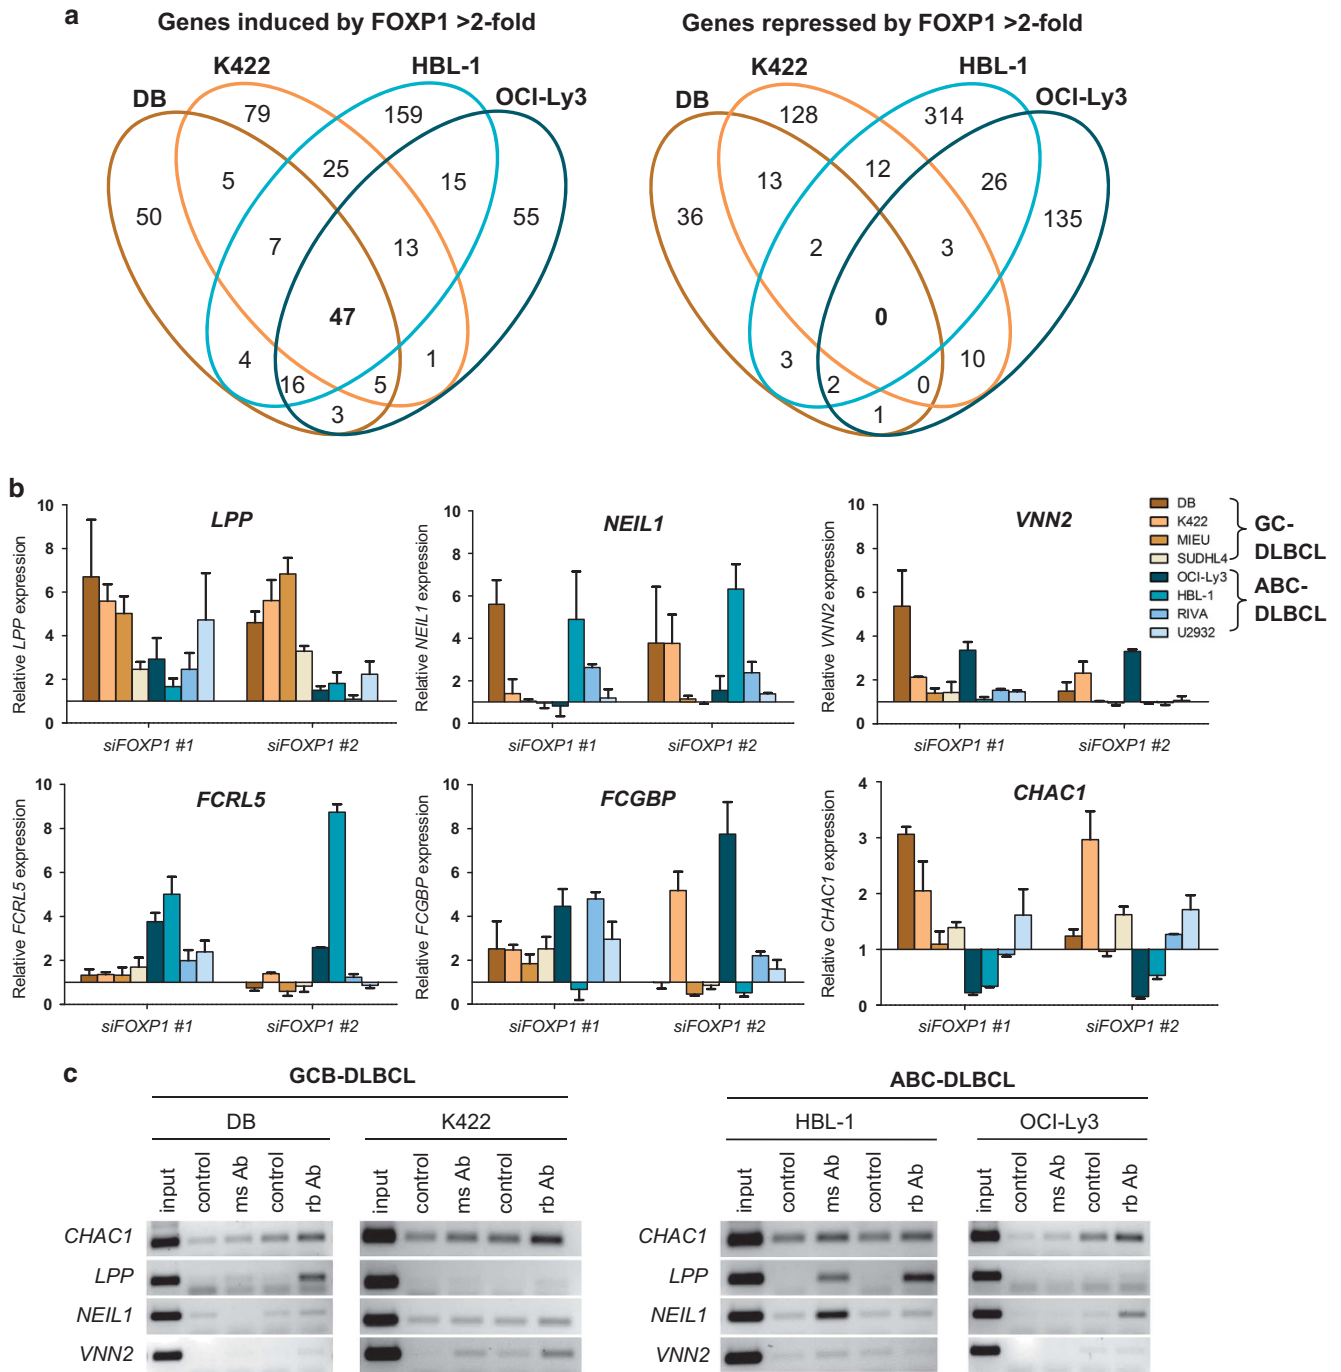 a
Genes induced by FOXP1 >2-fold
Genes repressed by FOXP1 >2-fold
K422
HBL-1
DB
OCI-Ly3
79
159
25
5
15
50
55
7
13
47
4
1
16
5
3
K422
HBL-1
DB
OCI-Ly3
128
314
12
13
26
36
135
2
3
0
3
10
2
0
1
b
LPP
Relative LPP expression
10
8
6
4
2
0
siFOXP1 #1
siFOXP1 #2
NEIL1
Relative NEIL1 expression
10
8
6
4
2
0
siFOXP1 #1
siFOXP1 #2
VNN2
Relative VNN2 expression
10
8
6
4
2
0
siFOXP1 #1
siFOXP1 #2
DB
K422
MIEU
SUDHL4
GC-
DLBCL
OCI-Ly3
HBL-1
RIVA
U2932
ABC-
DLBCL
FCRL5
Relative FCRL5 expression
10
8
6
4
2
0
siFOXP1 #1
siFOXP1 #2
FCGBP
Relative FCGBP expression
10
8
6
4
2
0
siFOXP1 #1
siFOXP1 #2
CHAC1
Relative CHAC1 expression
4
3
2
1
0
siFOXP1 #1
siFOXP1 #2
c
GCB-DLBCL
ABC-DLBCL
DB
K422
HBL-1
OCI-Ly3
input
control
ms Ab
control
rb Ab
input
control
ms Ab
control
rb Ab
input
control
ms Ab
control
rb Ab
input
control
ms Ab
control
rb Ab
CHAC1
LPP
NEIL1
VNN2
CHAC1
LPP
NEIL1
VNN2